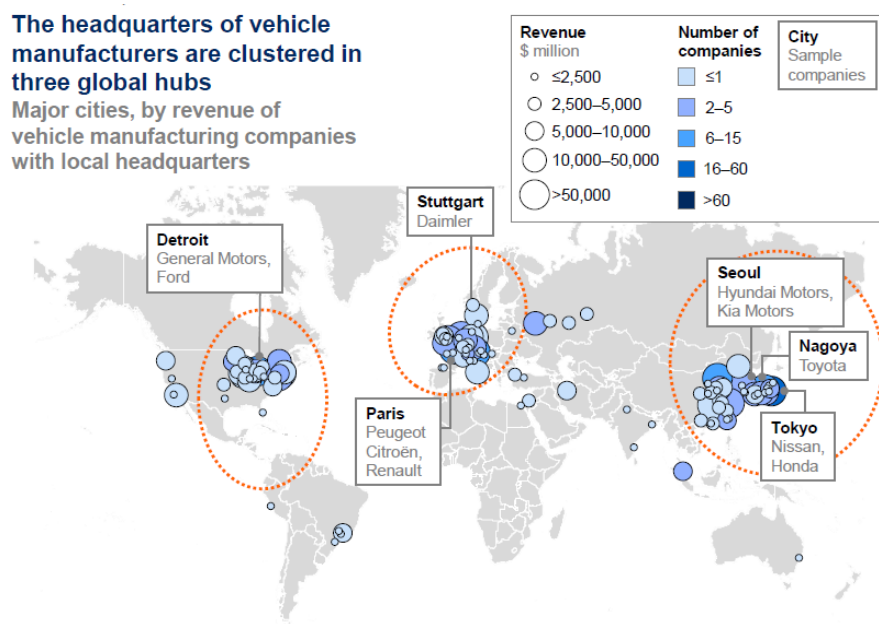 The headquarters of vehicle
manufacturers are clustered in
three global hubs
Major cities, by revenue of
vehicle manufacturing companies
with local headquarters
Revenue
$ million
≤2,500
2,500–5,000
5,000–10,000
10,000–50,000
>50,000
Number of
companies
≤1
2–5
6–15
16–60
>60
City
Sample
companies
Detroit
General Motors,
Ford
Stuttgart
Daimler
Paris
Peugeot
Citroën,
Renault
Seoul
Hyundai Motors,
Kia Motors
Nagoya
Toyota
Tokyo
Nissan,
Honda